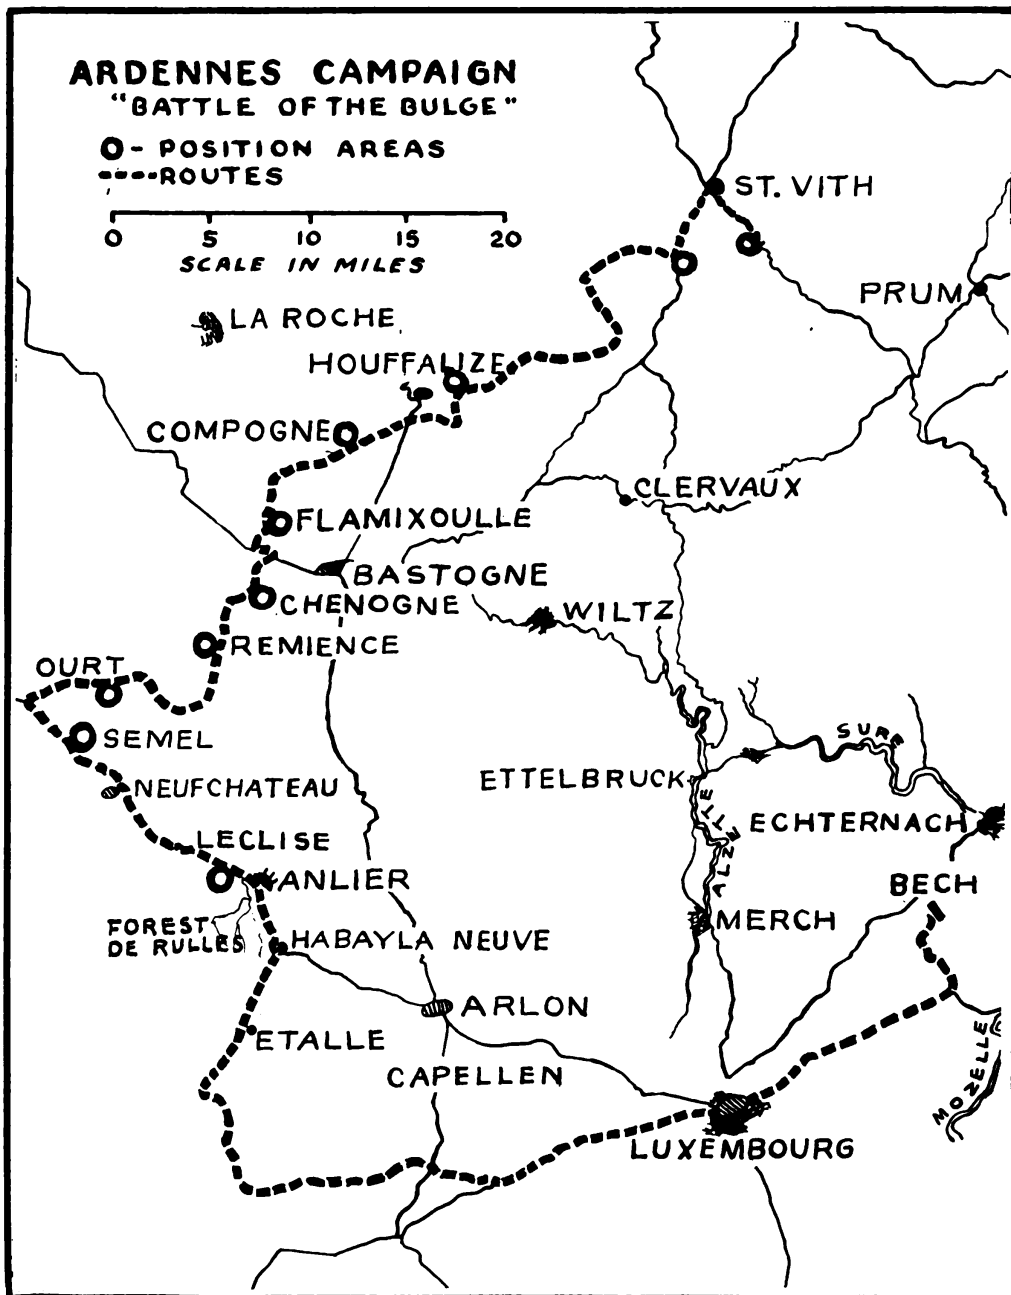 ARDENNES CAMPAIGN
"BATTLE OF THE BULGE"
O - POSITION AREAS
----ROUTES
0 5 10 15 20
SCALE IN MILES
ST. VITH
PRUM
LA ROCHE
HOUFFALIZE
COMPOGNE
CLERVAUX
FLAMIXOULLE
BASTOGNE
CHENOGNE
WILTZ
REMIENCE
OURT
SEMEL
SURE
ETTELBRUCK
NEUFCHATEAU
ALZETTE
ECHTERNACH
LECLISE
ANLIER
BECH
FOREST
DE RULLES
MERCH
HABAYLA NEUVE
ARLON
ETALLE
MOZELLE
CAPELLEN
LUXEMBOURG